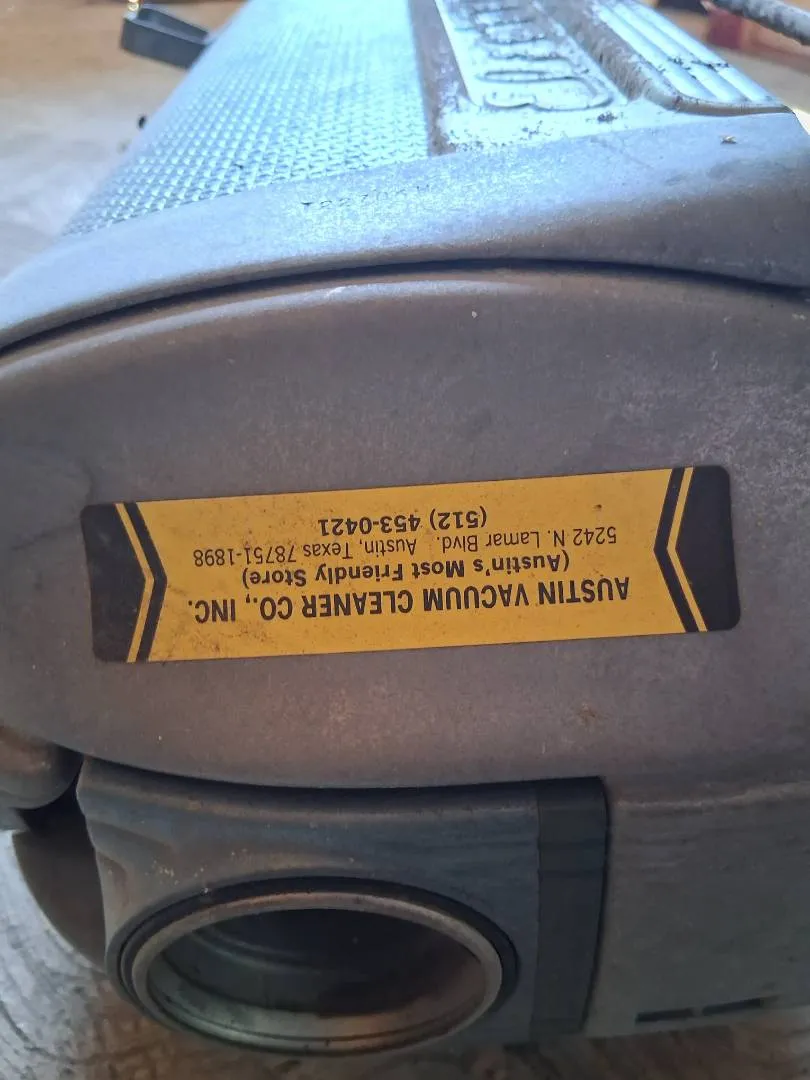 AUSTIN VACUUM CLEANER CO., INC.
(Austin's Most Friendly Store)
5242 N. Lamar Blvd. Austin, Texas 78751-1898
(512) 453-0421